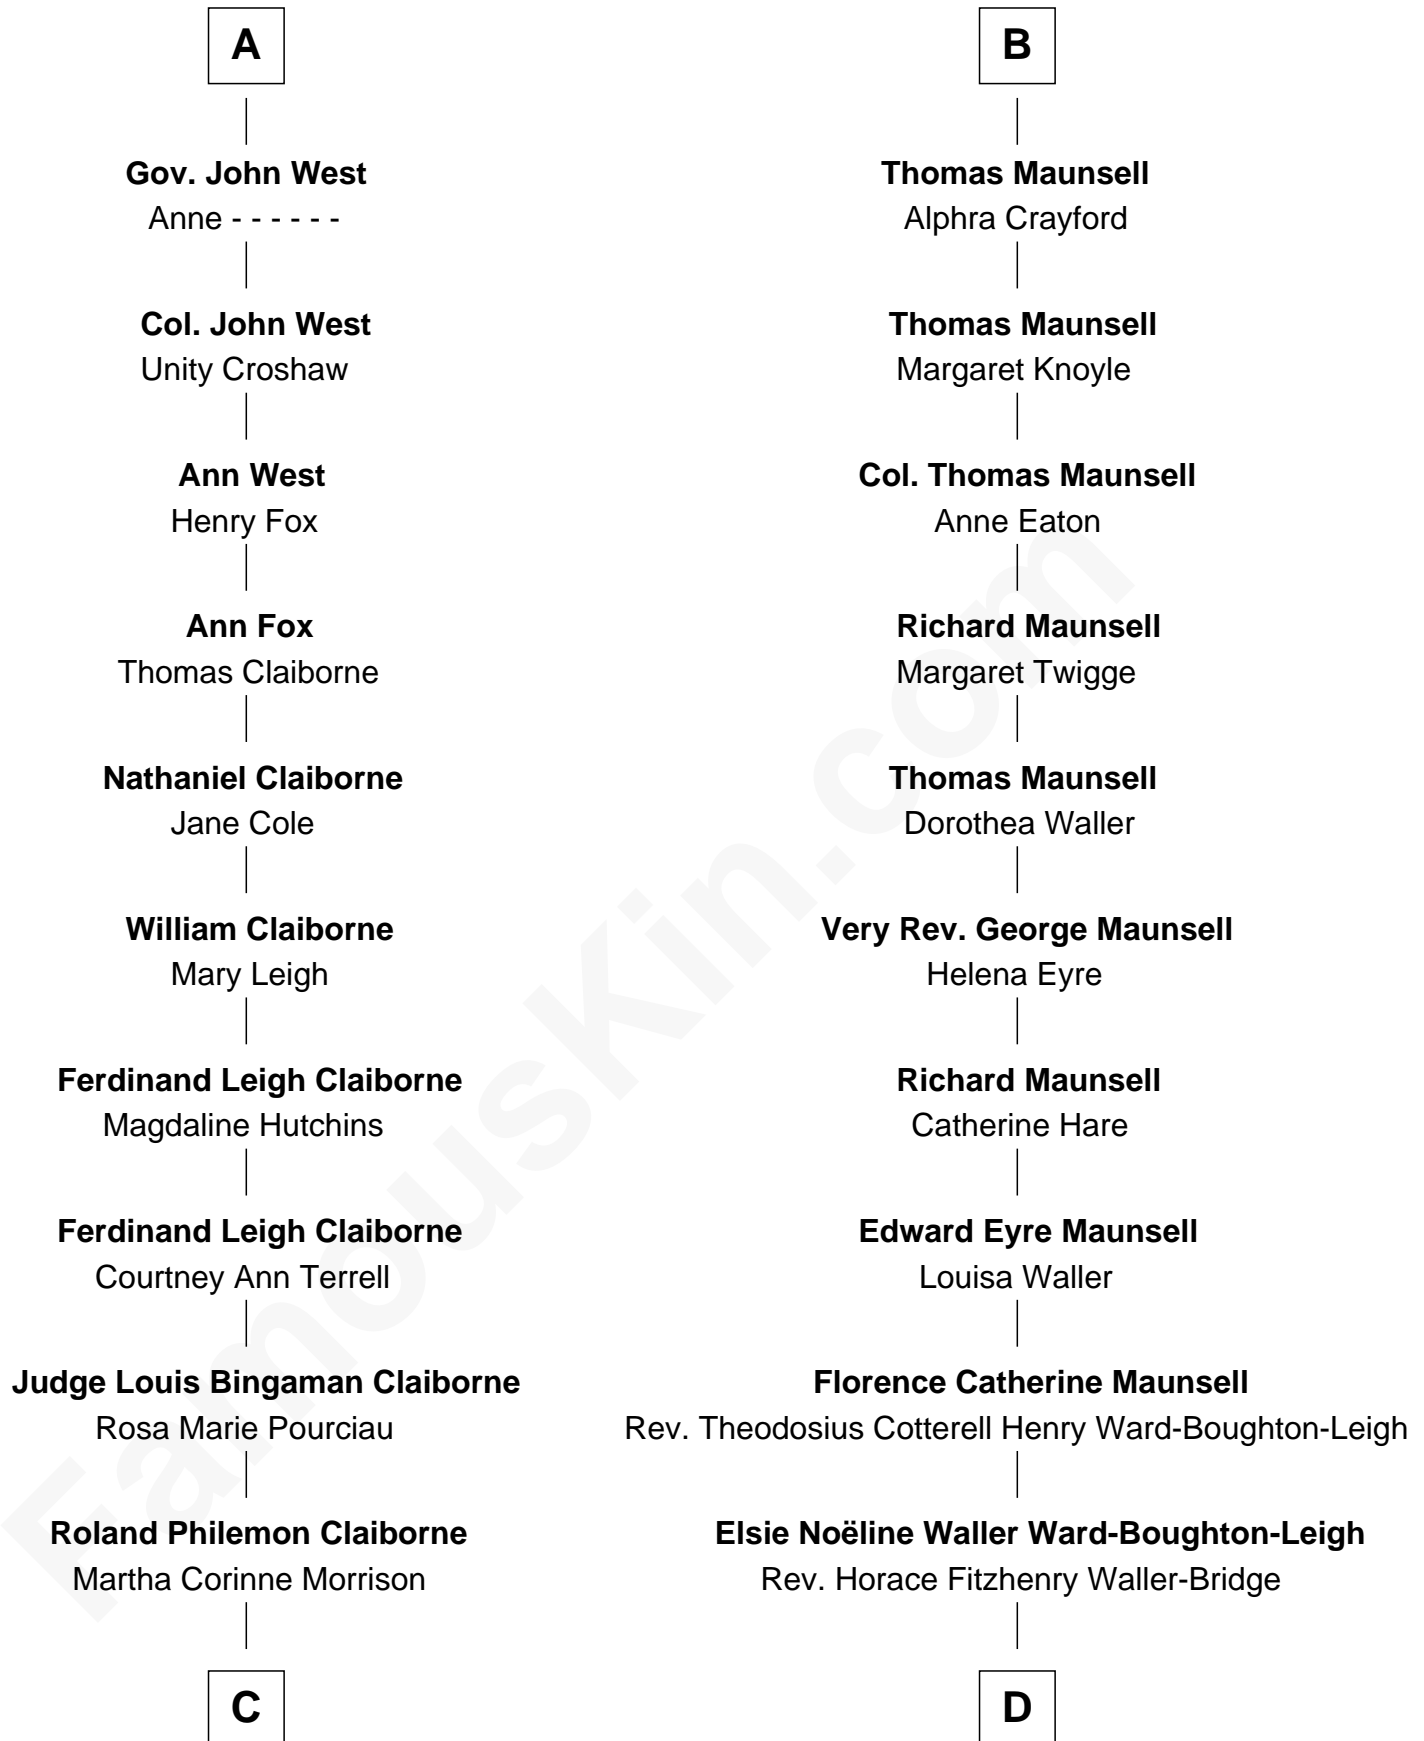 A
Gov. John West
Anne - - - - - -
Col. John West
Unity Croshaw
Ann West
Henry Fox
Ann Fox
Thomas Claiborne
Nathaniel Claiborne
Jane Cole
William Claiborne
Mary Leigh
Ferdinand Leigh Claiborne
Magdaline Hutchins
Ferdinand Leigh Claiborne
Courtney Ann Terrell
Judge Louis Bingaman Claiborne
Rosa Marie Pourciau
Roland Philemon Claiborne
Martha Corinne Morrison
C
B
Thomas Maunsell
Alphra Crayford
Thomas Maunsell
Margaret Knoyle
Col. Thomas Maunsell
Anne Eaton
Richard Maunsell
Margaret Twigge
Thomas Maunsell
Dorothea Waller
Very Rev. George Maunsell
Helena Eyre
Richard Maunsell
Catherine Hare
Edward Eyre Maunsell
Louisa Waller
Florence Catherine Maunsell
Rev. Theodosius Cotterell Henry Ward-Boughton-Leigh
Elsie Noëline Waller Ward-Boughton-Leigh
Rev. Horace Fitzhenry Waller-Bridge
D
FamousKin.com